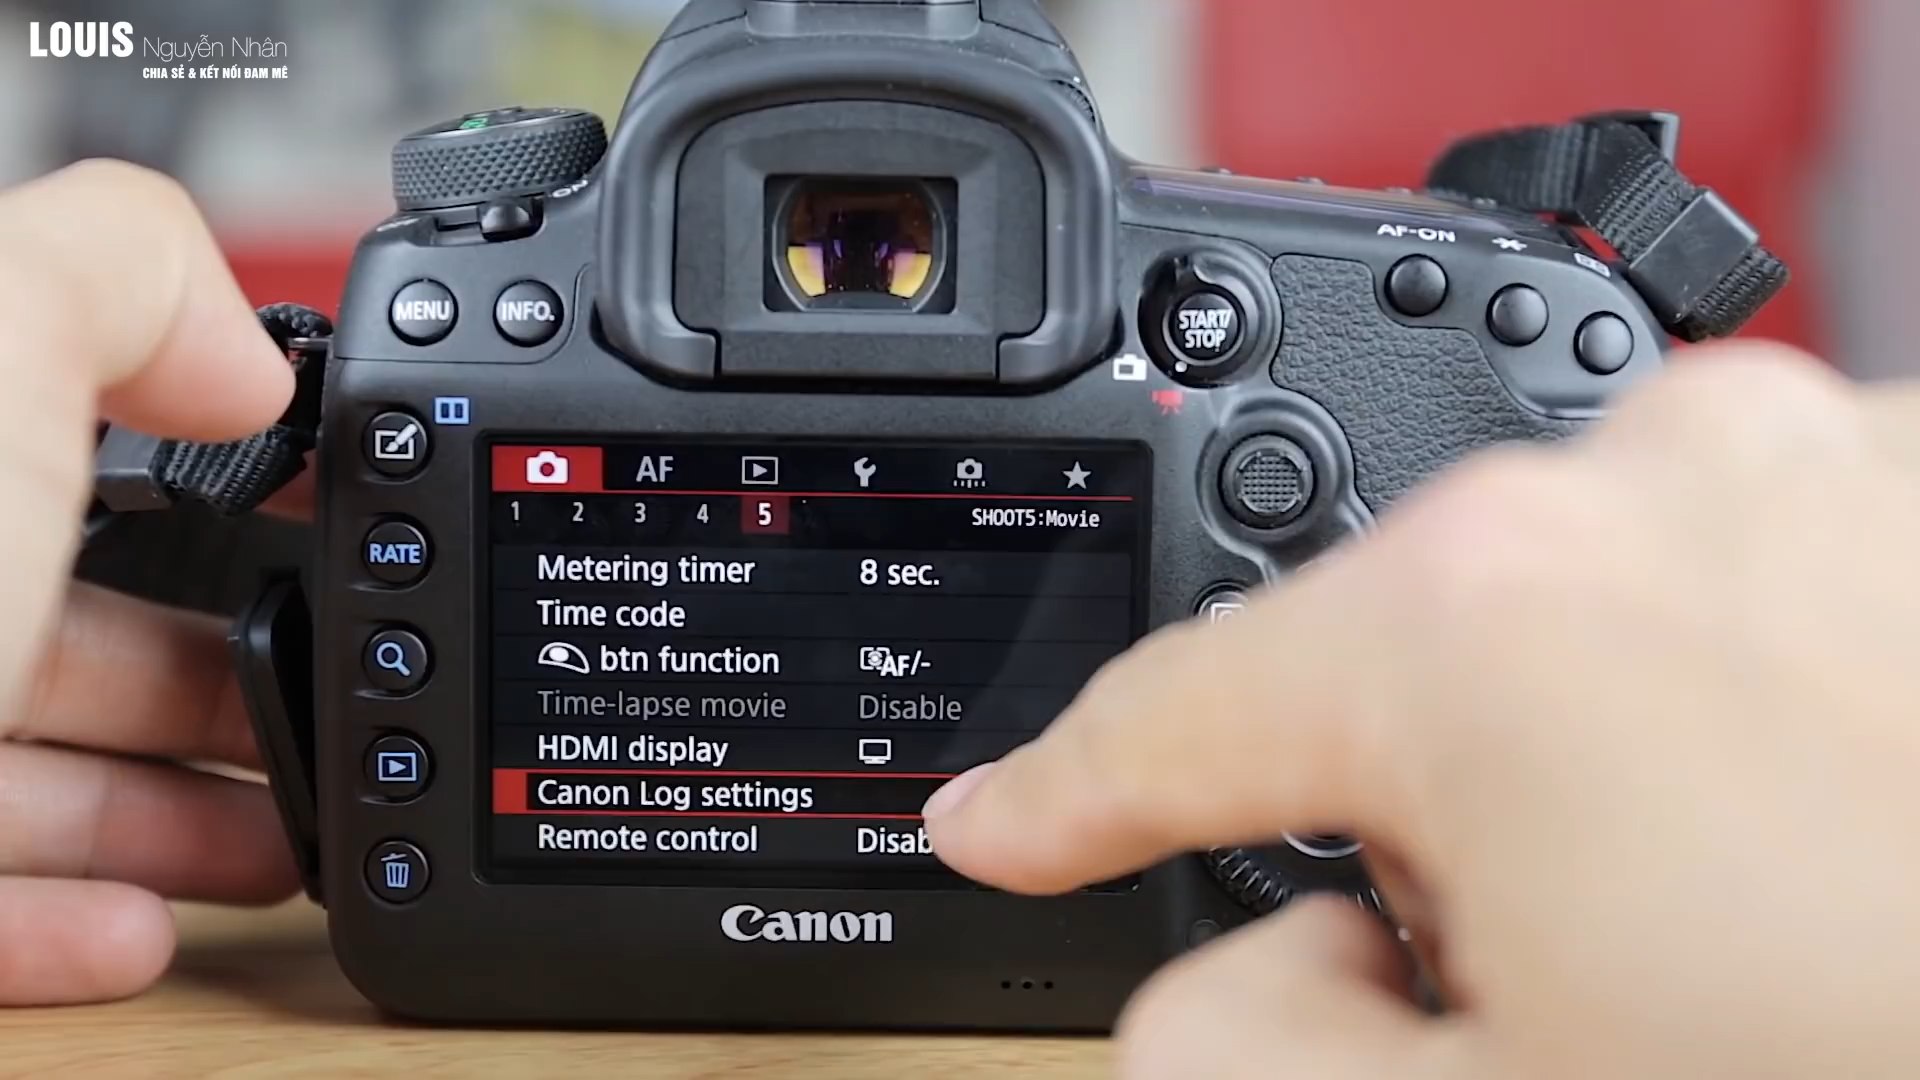 LOUIS Nguyễn Nhân
CHIA SẺ & KẾT NỐI ĐAM MÊ
ON
AF-ON
MENU
INFO.
START/
STOP
RATE
AF
1 2 3 4 5
SHOOT5:Movie
Metering timer 8 sec.
Time code
btn function AF/-
Time-lapse movie Disable
HDMI display
Canon Log settings
Remote control Disab
Canon